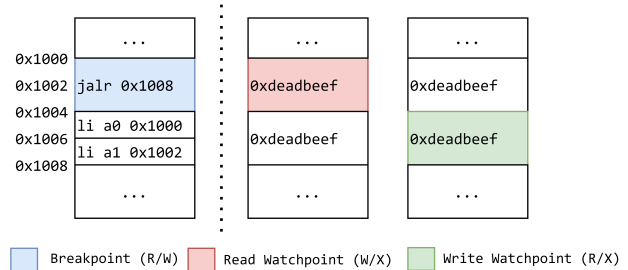 ... ... ...
0x1000
0x1002 jalr 0x1008 0xdeadbeef 0xdeadbeef
0x1004
li a0 0x1000
0x1006 0xdeadbeef 0xdeadbeef
li a1 0x1002
0x1008
... ... ...
Breakpoint (R/W) Read Watchpoint (W/X) Write Watchpoint (R/X)